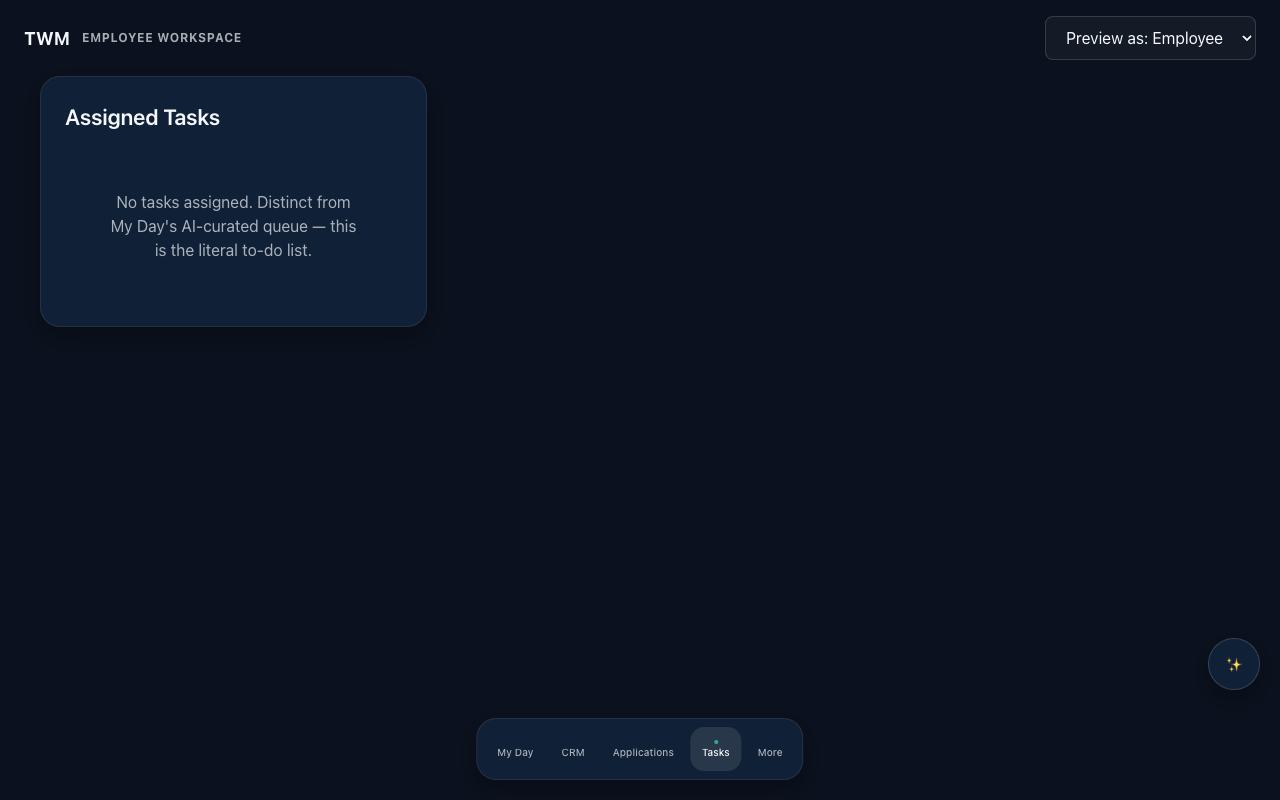 TWM EMPLOYEE WORKSPACE
Preview as: Employee
Assigned Tasks
No tasks assigned. Distinct from
My Day's AI-curated queue — this
is the literal to-do list.
My Day
CRM
Applications
Tasks
More